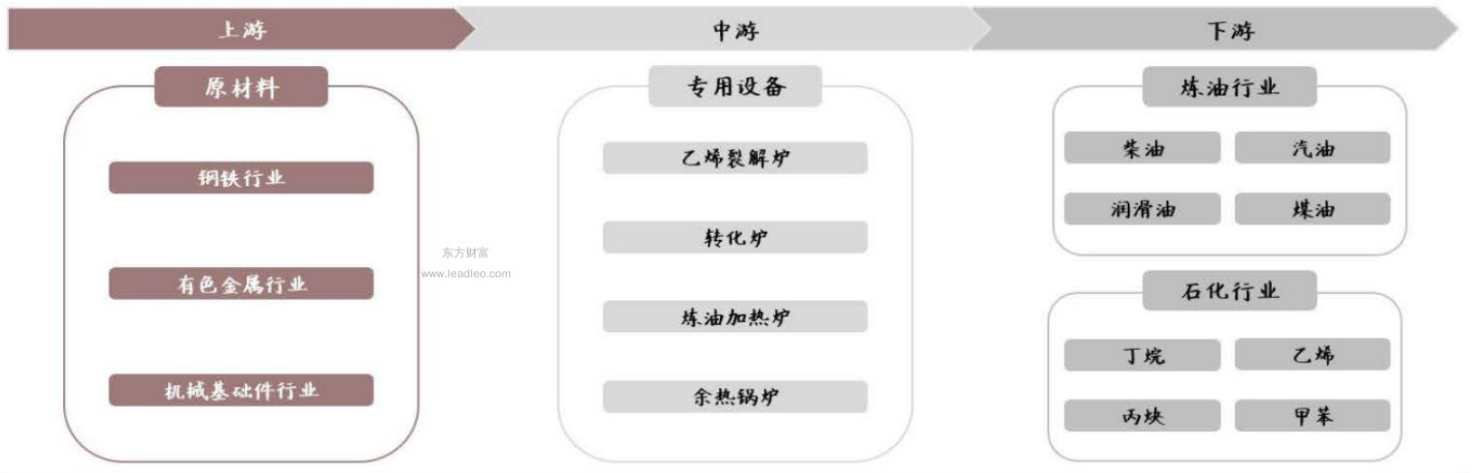 上游
中游
下游
原材料
钢铁行业
有色金属行业
机械基础件行业
东方财富
www.leadleo.com
专用设备
乙烯裂解炉
转化炉
炼油加热炉
余热锅炉
炼油行业
柴油
汽油
润滑油
煤油
石化行业
丁烷
乙烯
丙炔
甲苯